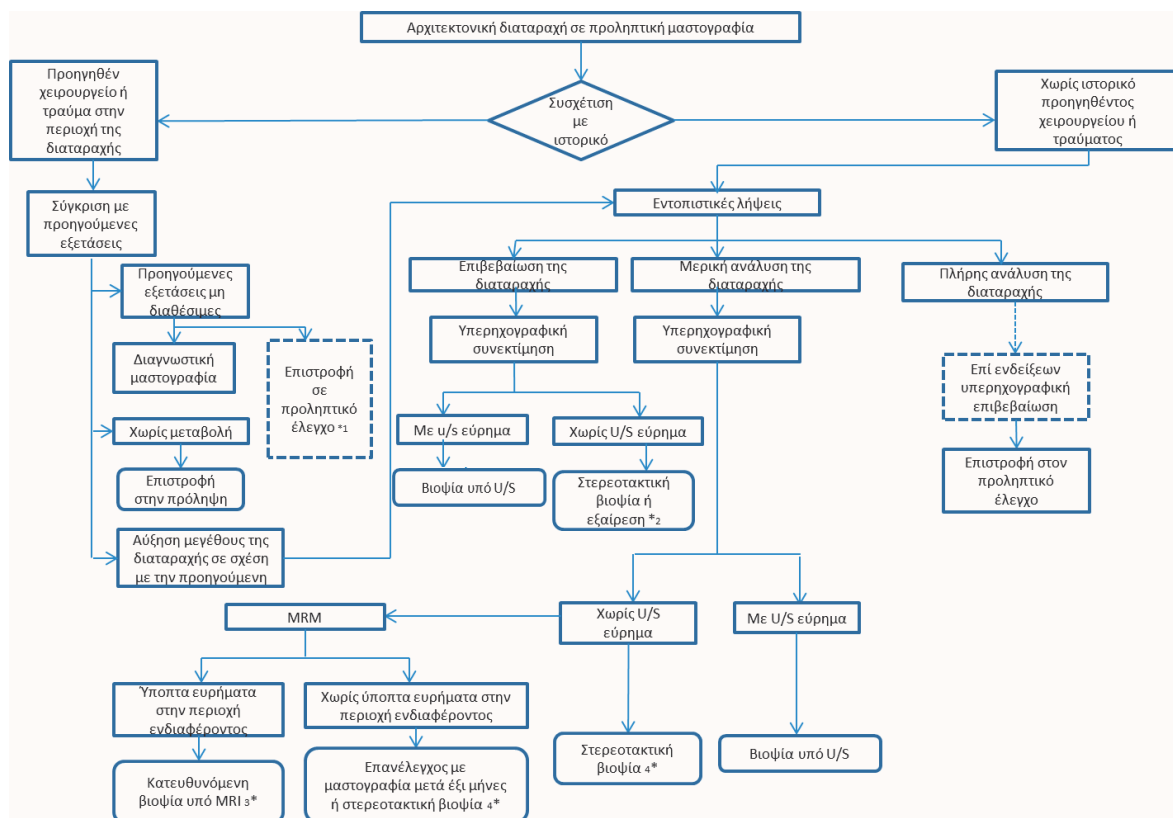 Αρχιτεκτονική διαταραχή σε προληπτική μαστογραφία
Προηγηθέν
χειρουργείο ή
τραύμα στην
περιοχή της
διαταραχής
Συσχέτιση
με
ιστορικό
Χωρίς ιστορικό
προηγηθέντος
χειρουργείου ή
τραύματος
Σύγκριση με
προηγούμενες
εξετάσεις
Εντοπιστικές λήψεις
Προηγούμενες
εξετάσεις μη
διαθέσιμες
Επιβεβαίωση της
διαταραχής
Μερική ανάλυση της
διαταραχής
Πλήρης ανάλυση της
διαταραχής
Διαγνωστική
μαστογραφία
Επιστροφή
σε
προληπτικό
έλεγχο *1
Υπερηχογραφική
συνεκτίμηση
Υπερηχογραφική
συνεκτίμηση
Επί ενδείξεων
υπερηχογραφική
επιβεβαίωση
Χωρίς μεταβολή
Επιστροφή
στην πρόληψη
Με u/s εύρημα
Χωρίς U/S εύρημα
Βιοψία υπό U/S
Στερεοτακτική
βιοψία ή
εξαίρεση *2
Επιστροφή στον
προληπτικό
έλεγχο
Αύξηση μεγέθους της
διαταραχής σε σχέση
με την προηγούμενη
MRM
Χωρίς U/S
εύρημα
Με U/S εύρημα
Ύποπτα ευρήματα
στην περιοχή
ενδιαφέροντος
Χωρίς ύποπτα ευρήματα στην
περιοχή ενδιαφέροντος
Κατευθυνόμενη
βιοψία υπό MRI 3*
Επανέλεγχος με
μαστογραφία μετά έξι μήνες
ή στερεοτακτική βιοψία 4*
Στερεοτακτική
βιοψία 4*
Βιοψία υπό U/S